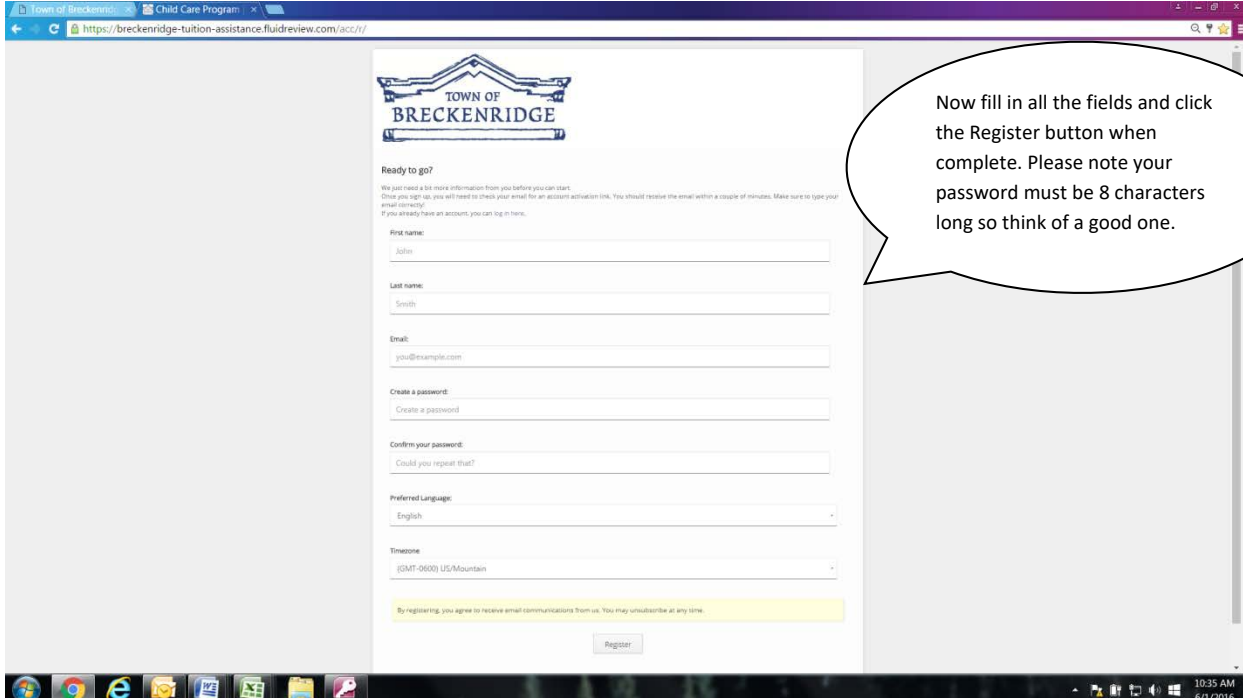 Town of Breckenrid
Child Care Program
https://breckenridge-tuition-assistance.fluidreview.com/acc/r/
TOWN OF
BRECKENRIDGE
Ready to go?
We just need a bit more information from you before you can start.
Once you sign up, you will need to check your email for an account activation link. You should receive the email within a couple of minutes. Make sure to type your
email correctly!
If you already have an account, you can log in here.
First name:
John
Last name:
Smith
Email:
you@example.com
Create a password:
Create a password
Confirm your password:
Could you repeat that?
Preferred Language:
English
Timezone
(GMT-0600) US/Mountain
By registering, you agree to receive email communications from us. You may unsubscribe at any time.
Register
Now fill in all the fields and click
the Register button when
complete. Please note your
password must be 8 characters
long so think of a good one.
10:35 AM
6/1/2016